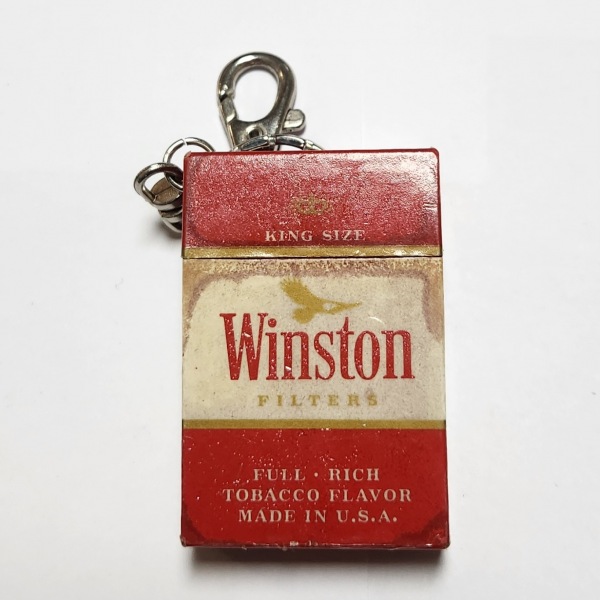 KING SIZE
Winston
FILTERS
FULL · RICH
TOBACCO FLAVOR
MADE IN U.S.A.